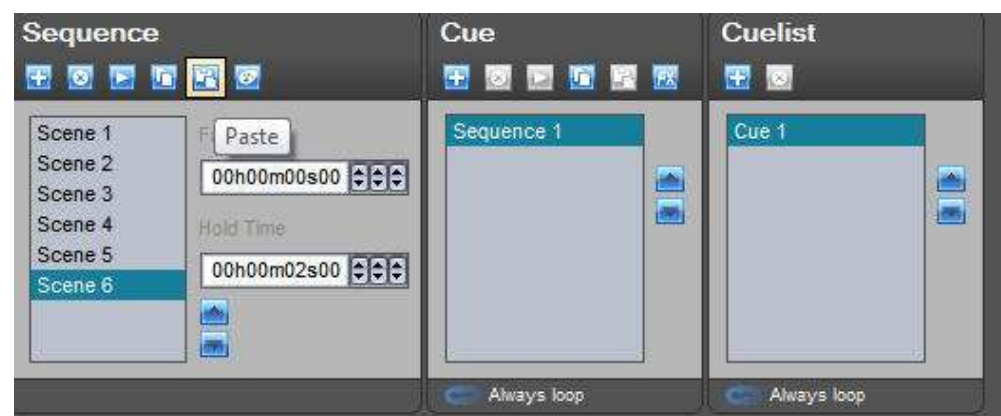 Sequence
Scene 1
Scene 2
Scene 3
Scene 4
Scene 5
Scene 6
Paste
00h00m00s00
Hold Time
00h00m02s00
Cue
FX
Sequence 1
Always loop
Cuelist
Cue 1
Always loop